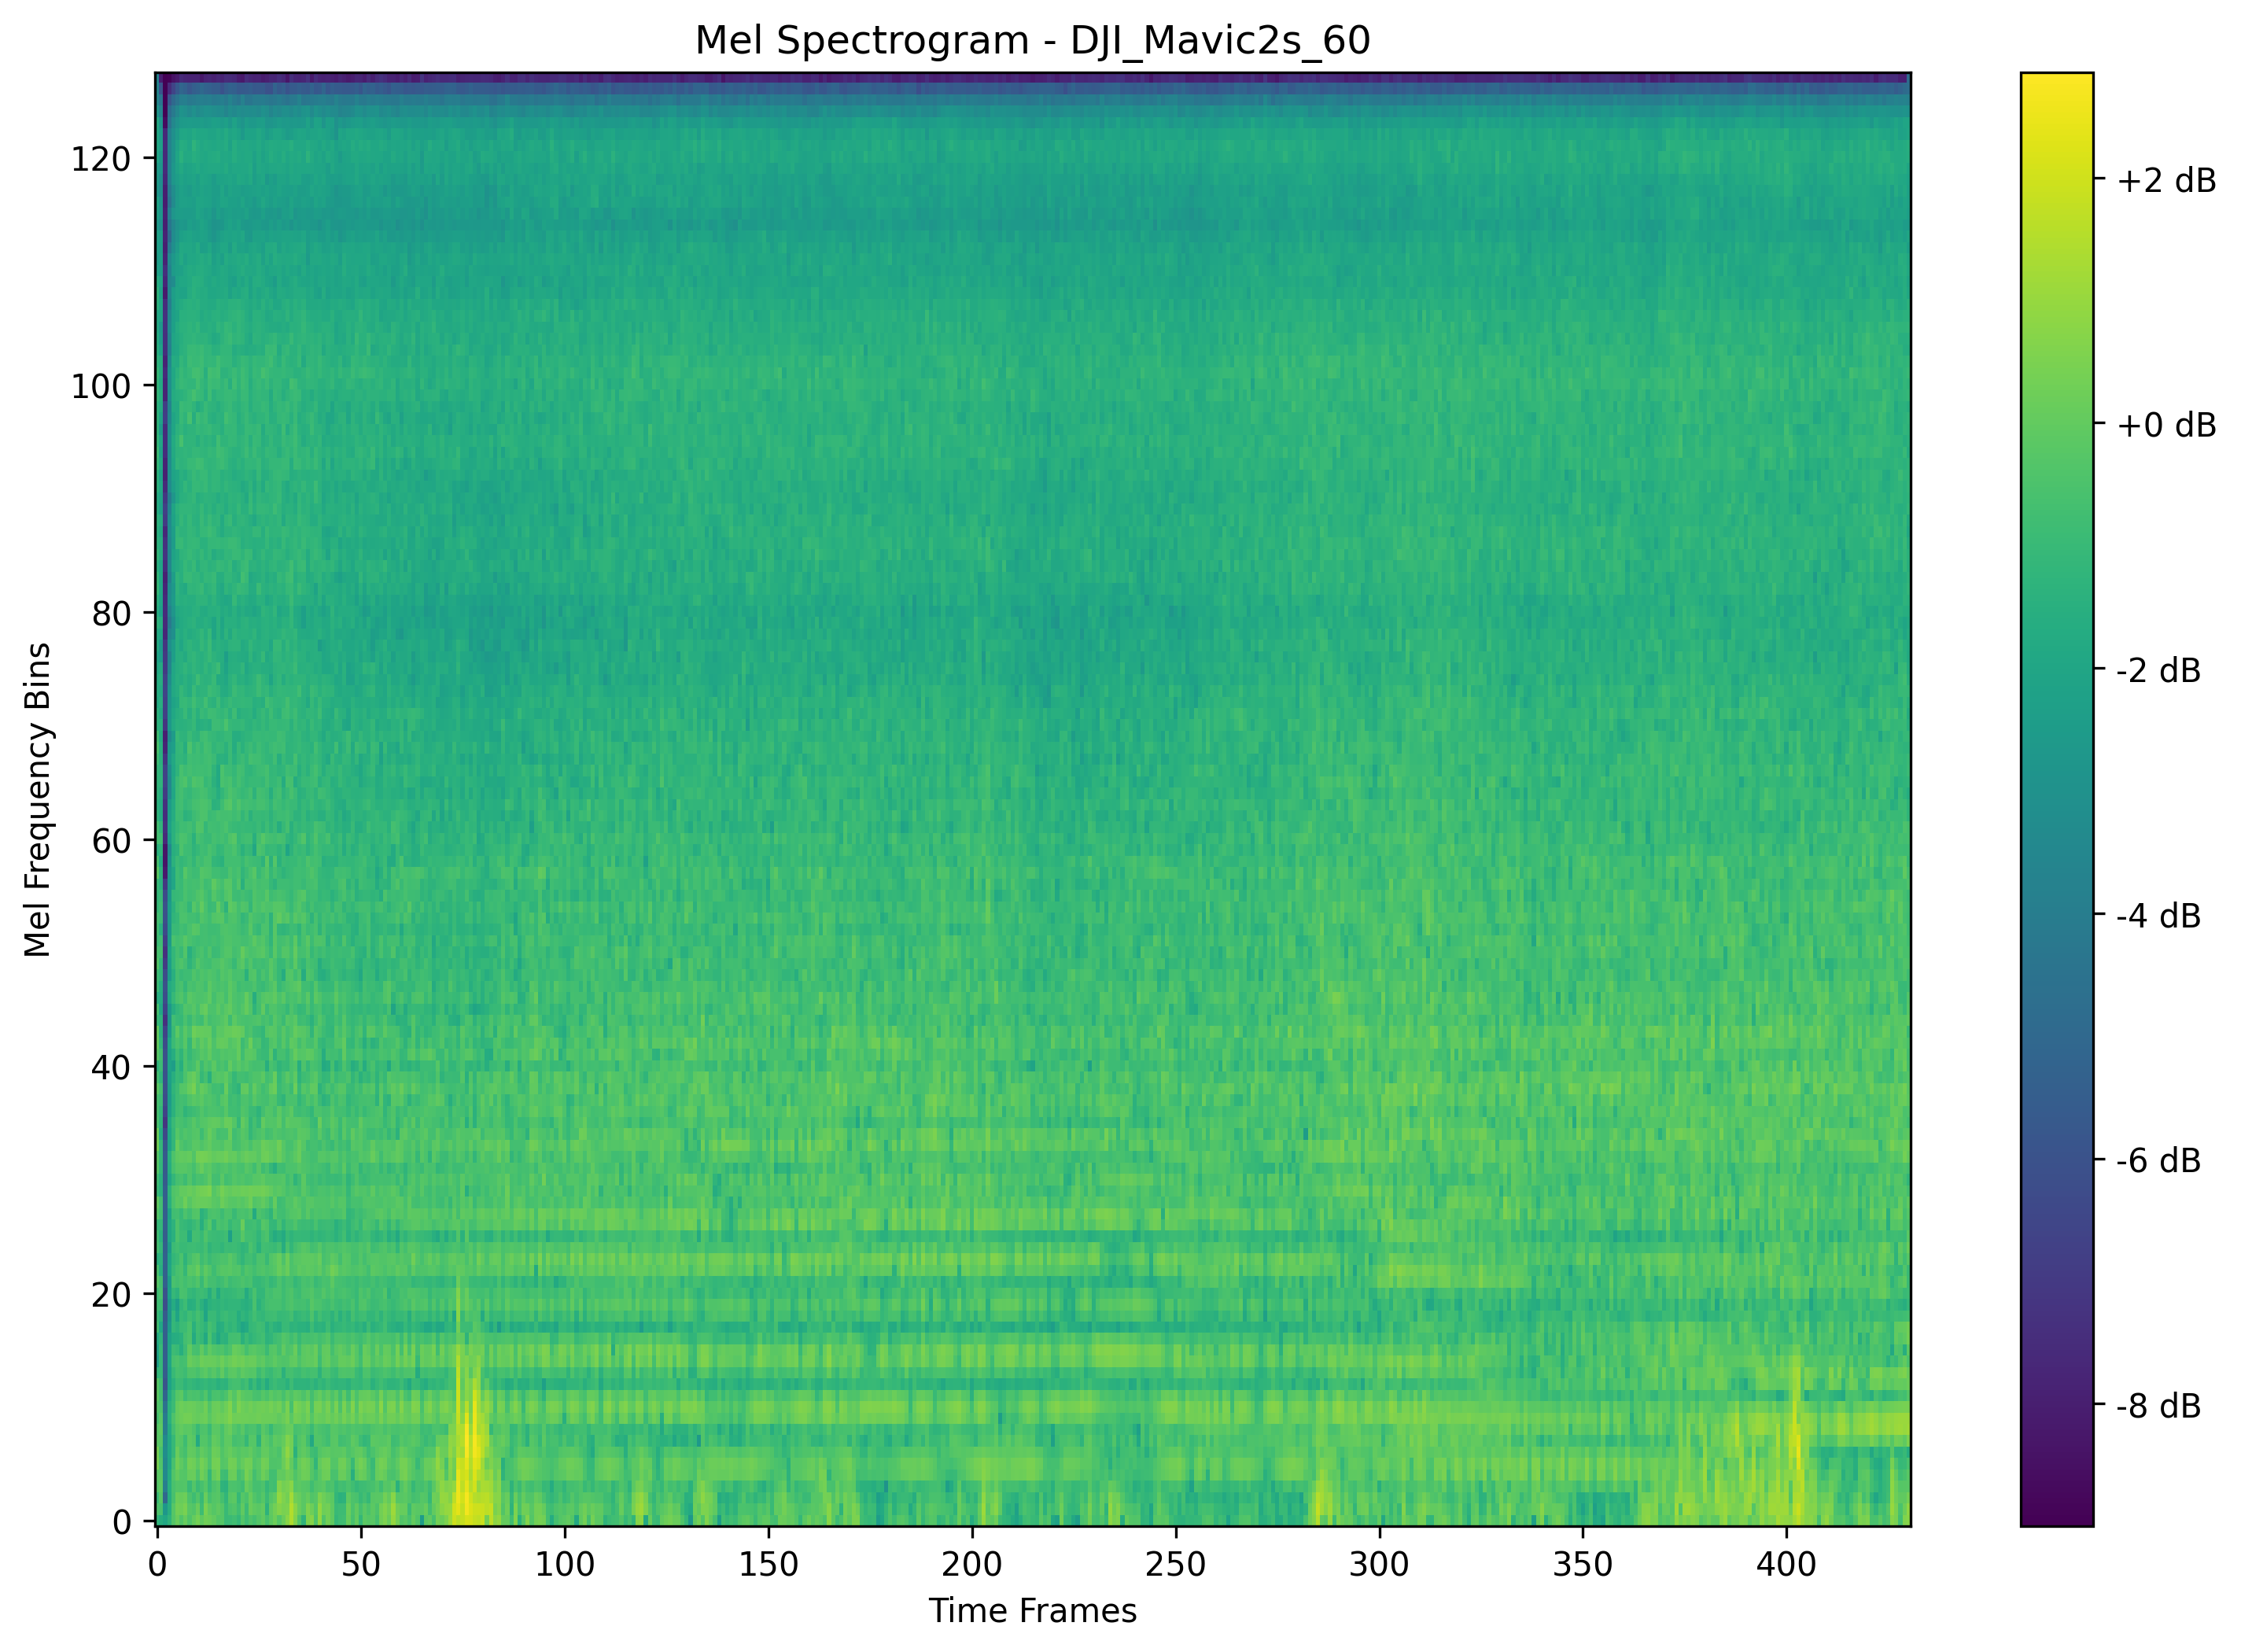 Mel Spectrogram - DJI_Mavic2s_60
120
100
80
60
40
20
0
Mel Frequency Bins
0 50 100 150 200 250 300 350 400
Time Frames
+2 dB
+0 dB
-2 dB
-4 dB
-6 dB
-8 dB